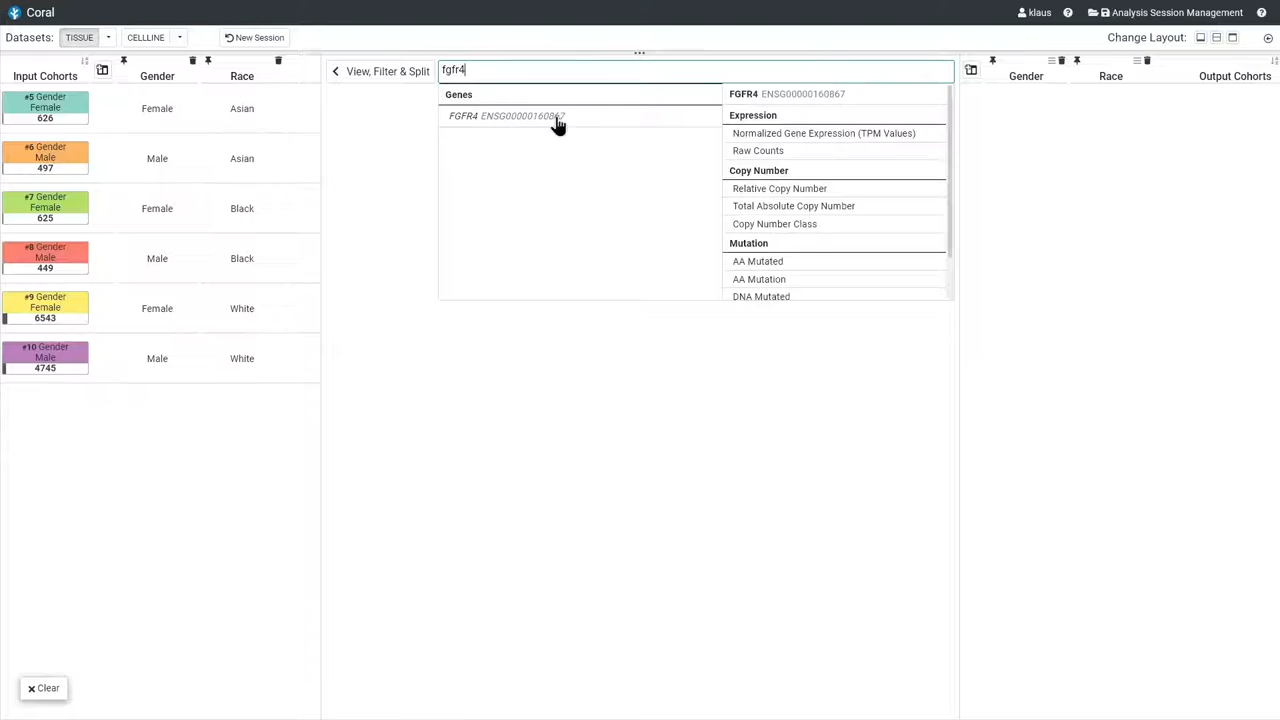 Coral
klaus
Analysis Session Management
Datasets:
TISSUE
CELLLINE
New Session
Change Layout:
Input Cohorts
Gender
Race
#5 Gender
Female
626
Female
Asian
#6 Gender
Male
497
Male
Asian
#7 Gender
Female
625
Female
Black
#8 Gender
Male
449
Male
Black
#9 Gender
Female
6543
Female
White
#10 Gender
Male
4745
Male
White
Clear
View, Filter & Split
fgfr4
Genes
FGFR4 ENSG00000160867
FGFR4 ENSG00000160867
Expression
Normalized Gene Expression (TPM Values)
Raw Counts
Copy Number
Relative Copy Number
Total Absolute Copy Number
Copy Number Class
Mutation
AA Mutated
AA Mutation
DNA Mutated
Gender
Race
Output Cohorts